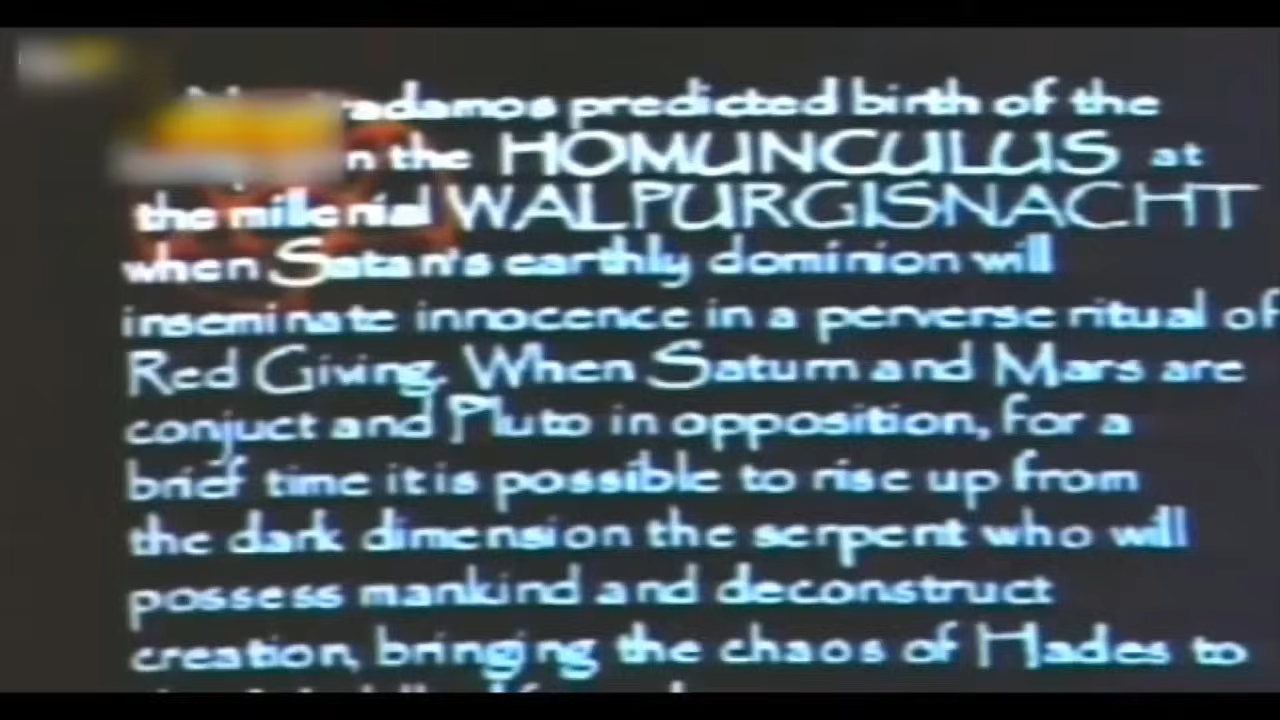 predicted birth of the
the HOMUNCULUS at
the millenial WALPURGISNACHT
when Satan's earthly dominion will
inseminate innocence in a perverse ritual of
Red Giving. When Saturn and Mars are
conjuct and Pluto in opposition, for a
brief time it is possible to rise up from
the dark dimension the serpent who will
possess mankind and deconstruct
creation, bringing the chaos of Hades to